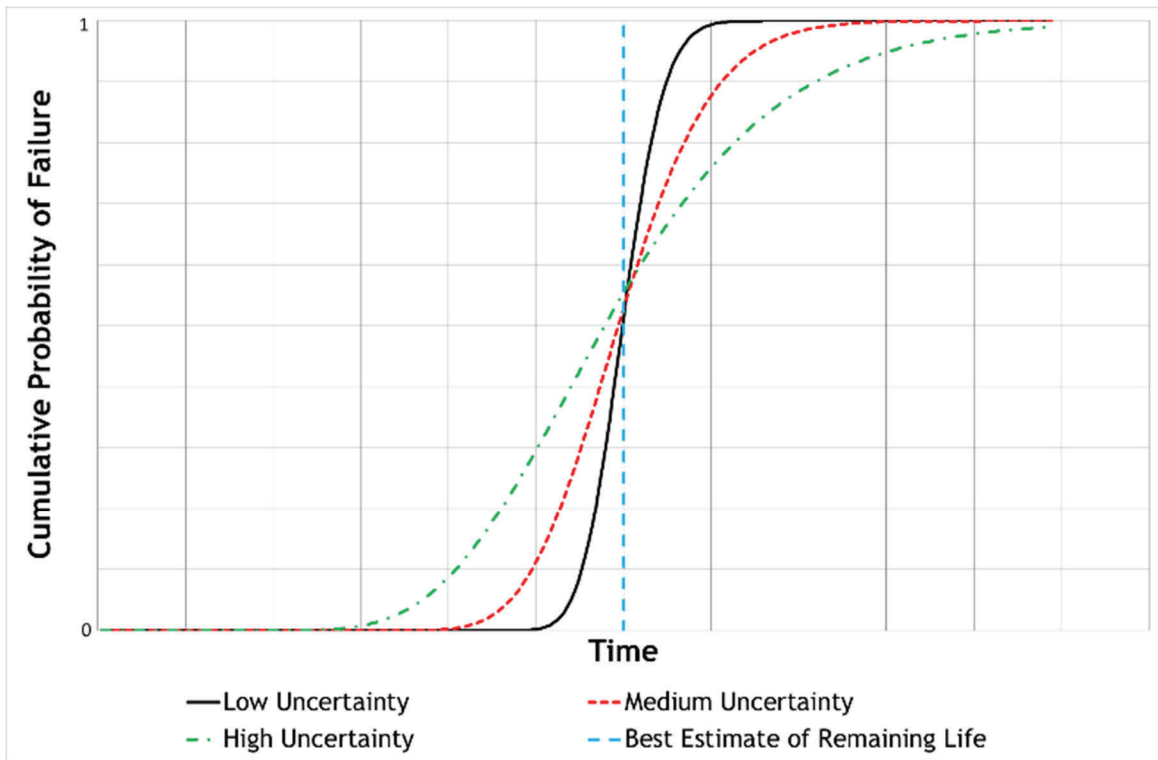 1
Cumulative Probability of Failure
0
Time
Low Uncertainty
Medium Uncertainty
High Uncertainty
Best Estimate of Remaining Life